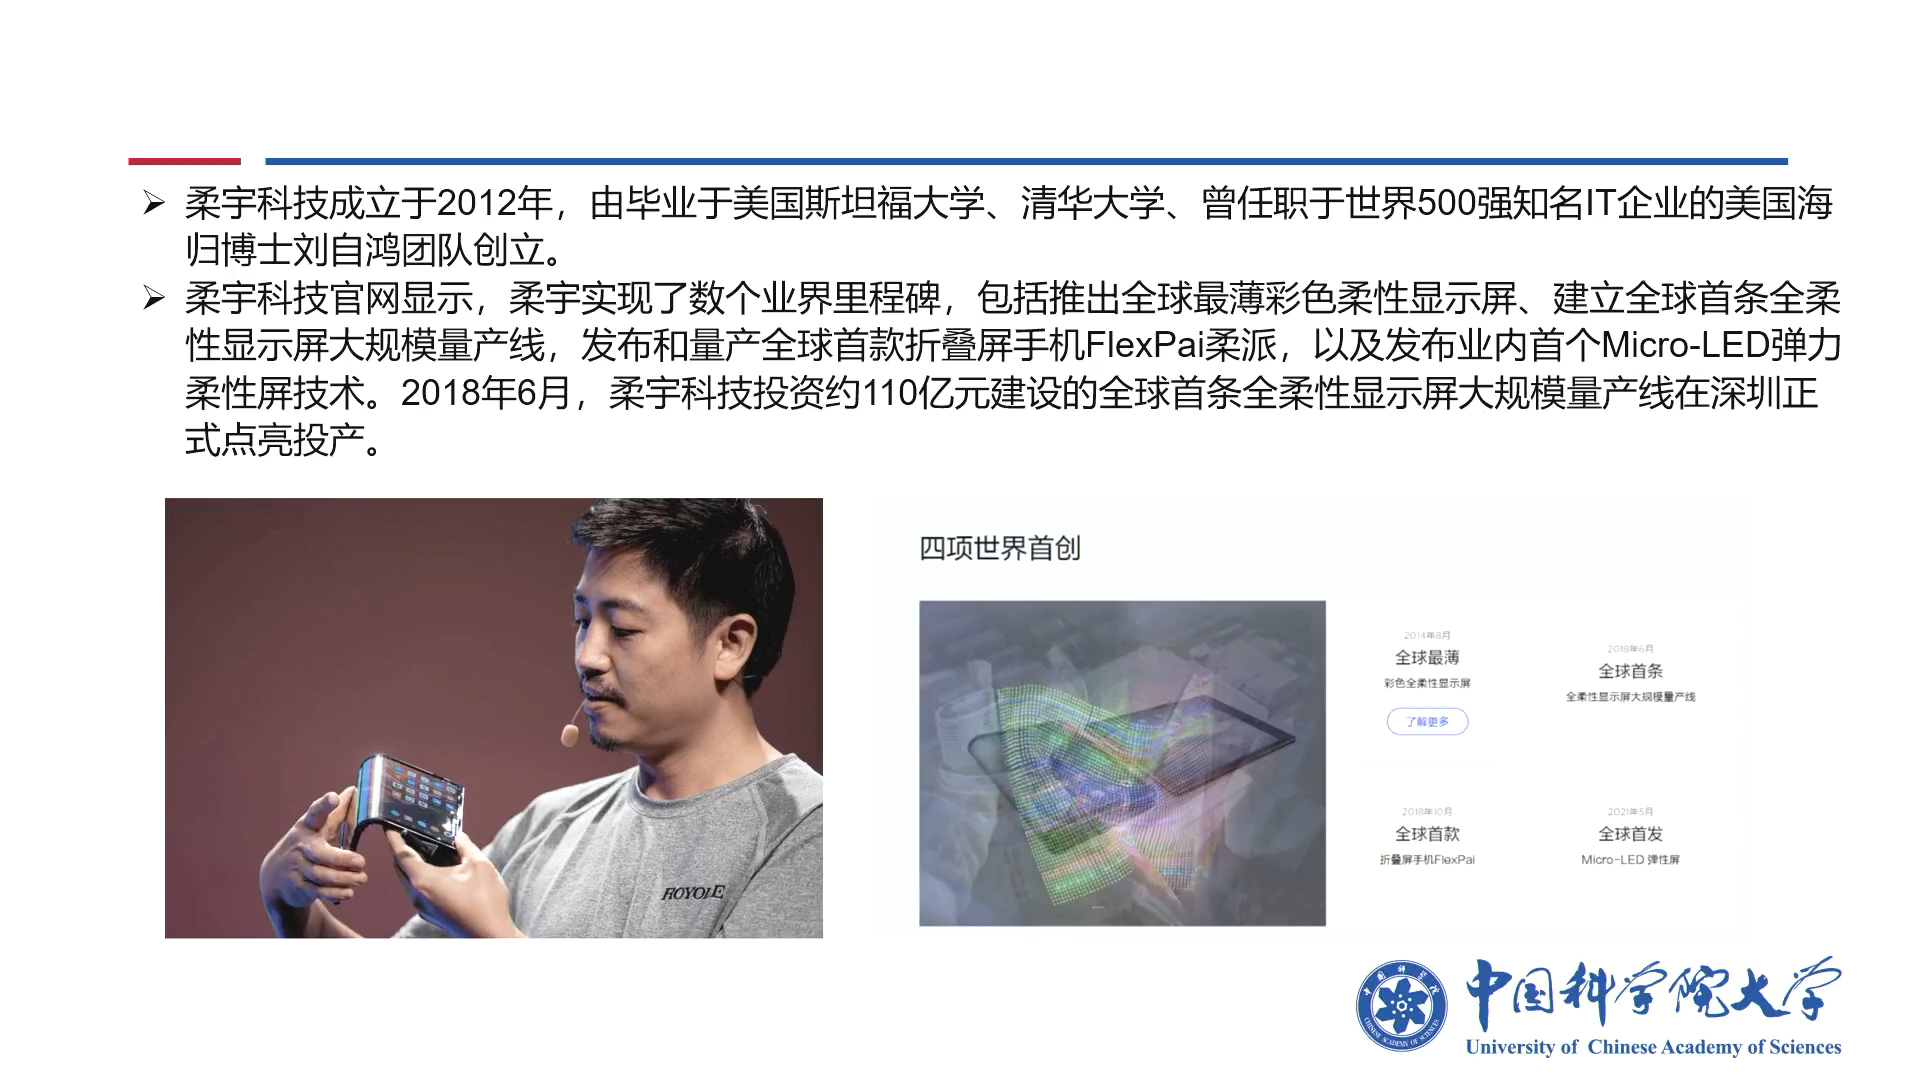 ➢ 柔宇科技成立于2012年，由毕业于美国斯坦福大学、清华大学、曾任职于世界500强知名IT企业的美国海
归博士刘自鸿团队创立。
➢ 柔宇科技官网显示，柔宇实现了数个业界里程碑，包括推出全球最薄彩色柔性显示屏、建立全球首条全柔
性显示屏大规模量产线，发布和量产全球首款折叠屏手机FlexPai柔派，以及发布业内首个Micro-LED弹力
柔性屏技术。2018年6月，柔宇科技投资约110亿元建设的全球首条全柔性显示屏大规模量产线在深圳正
式点亮投产。
ROYOLE
四项世界首创
2014年8月
全球最薄
彩色全柔性显示屏
了解更多
2018年6月
全球首条
全柔性显示屏大规模量产线
2018年10月
全球首款
折叠屏手机FlexPai
2021年5月
全球首发
Micro-LED 弹性屏
中国科学院
CHINESE ACADEMY OF SCIENCES
中国科学院大学
University of Chinese Academy of Sciences